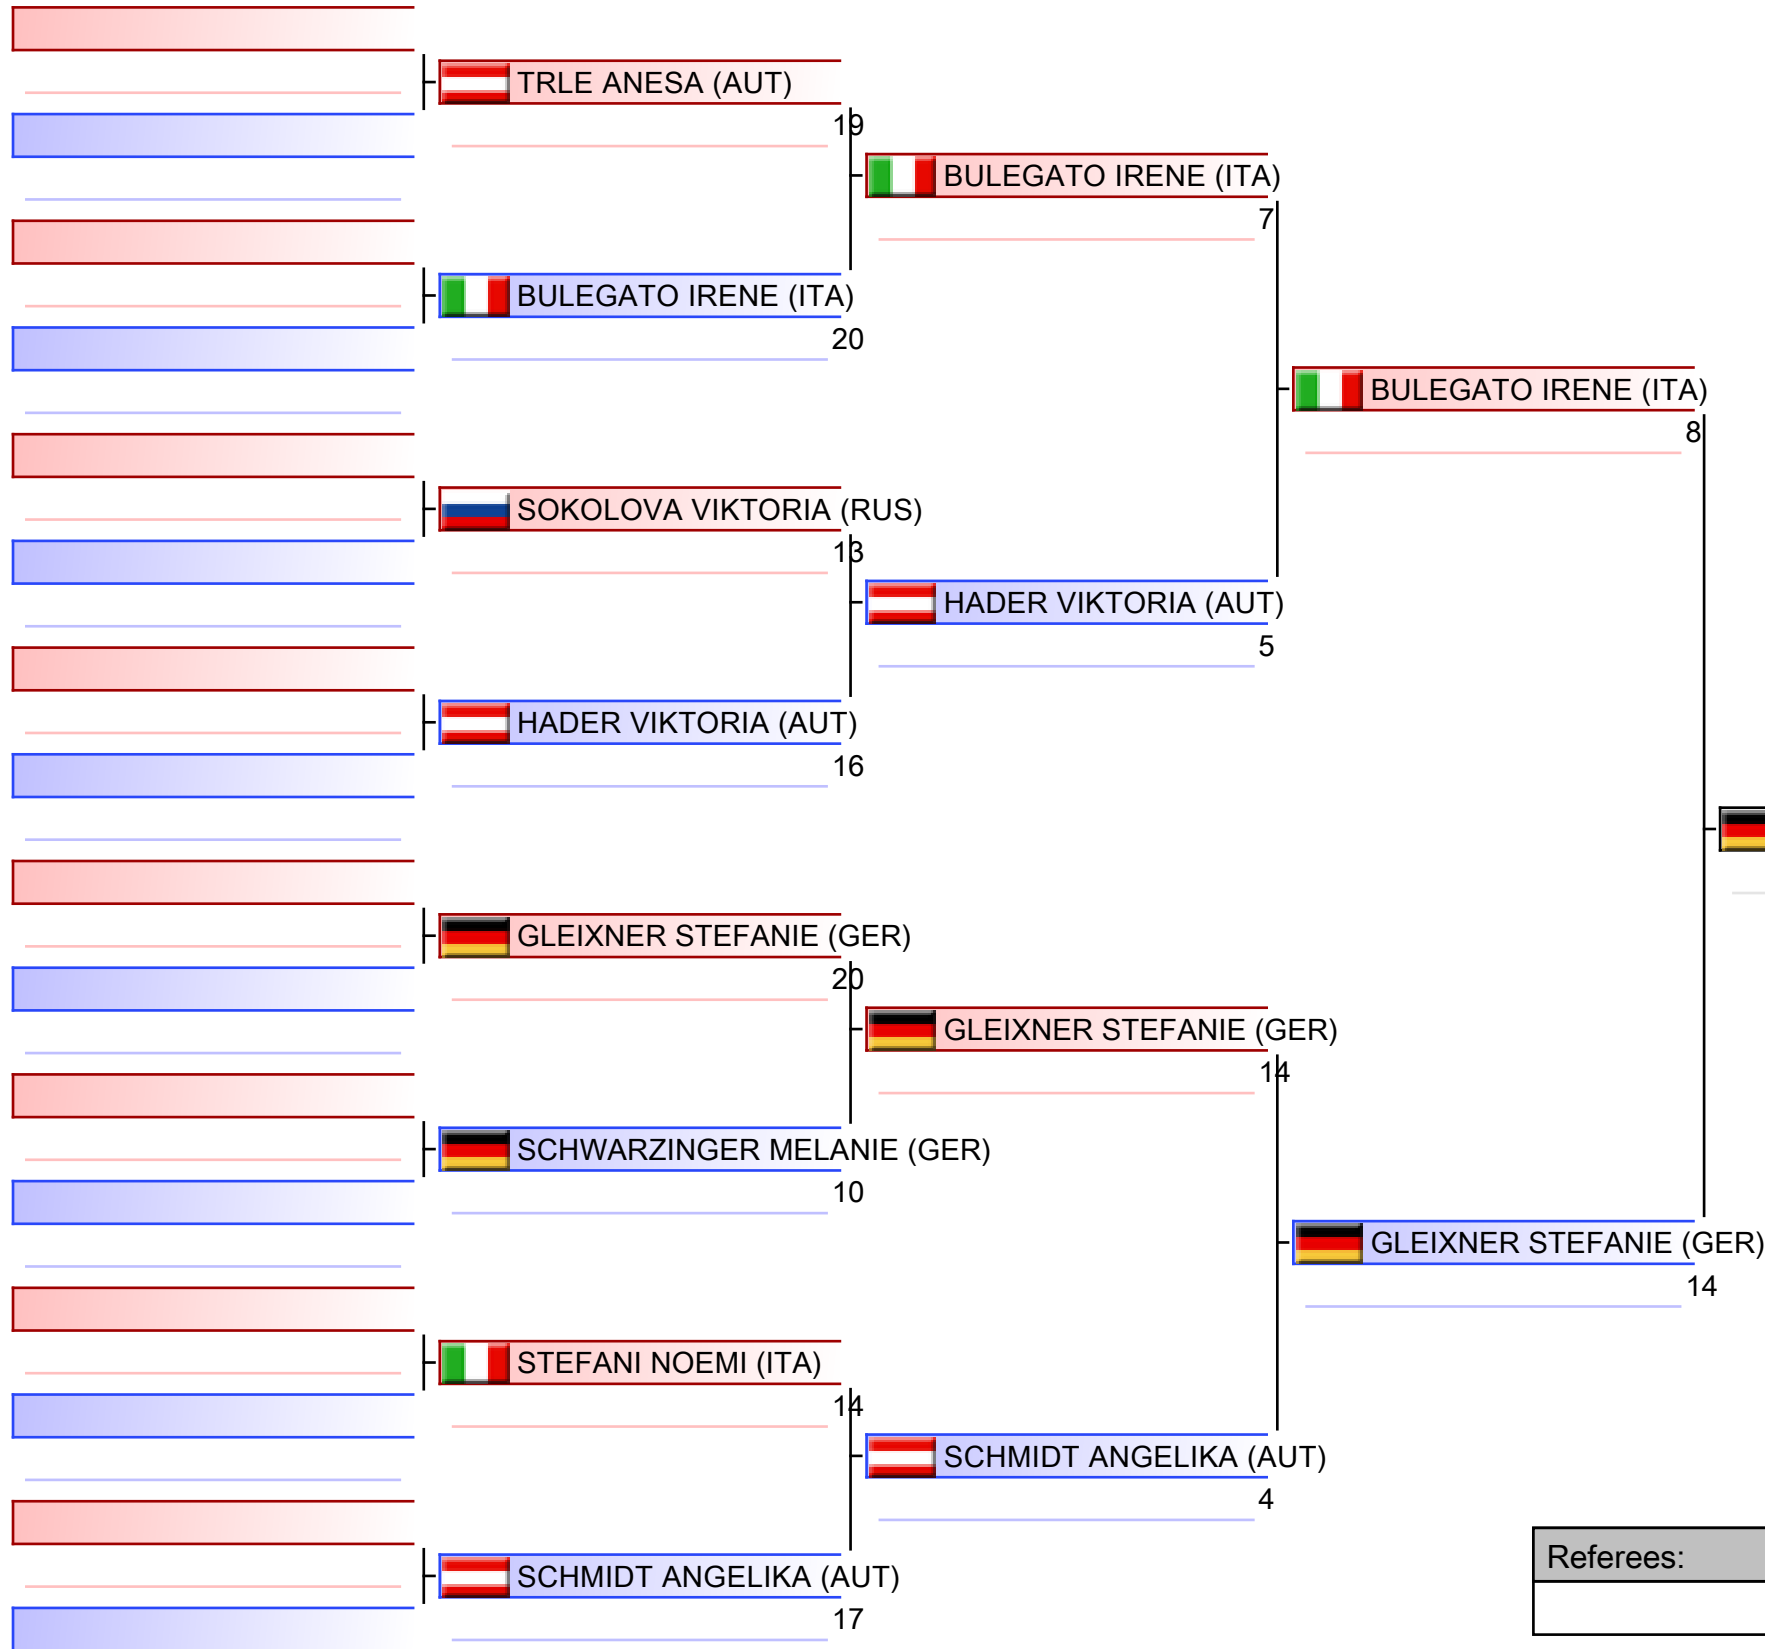 TRLE ANESA (AUT)
19
BULEGATO IRENE (ITA)
7
BULEGATO IRENE (ITA)
20
BULEGATO IRENE (ITA)
8
SOKOLOVA VIKTORIA (RUS)
13
HADER VIKTORIA (AUT)
5
HADER VIKTORIA (AUT)
16
GLEIXNER STEFANIE (GER)
20
GLEIXNER STEFANIE (GER)
14
SCHWARZINGER MELANIE (GER)
10
GLEIXNER STEFANIE (GER)
14
STEFANI NOEMI (ITA)
14
SCHMIDT ANGELIKA (AUT)
4
SCHMIDT ANGELIKA (AUT)
17
Referees: